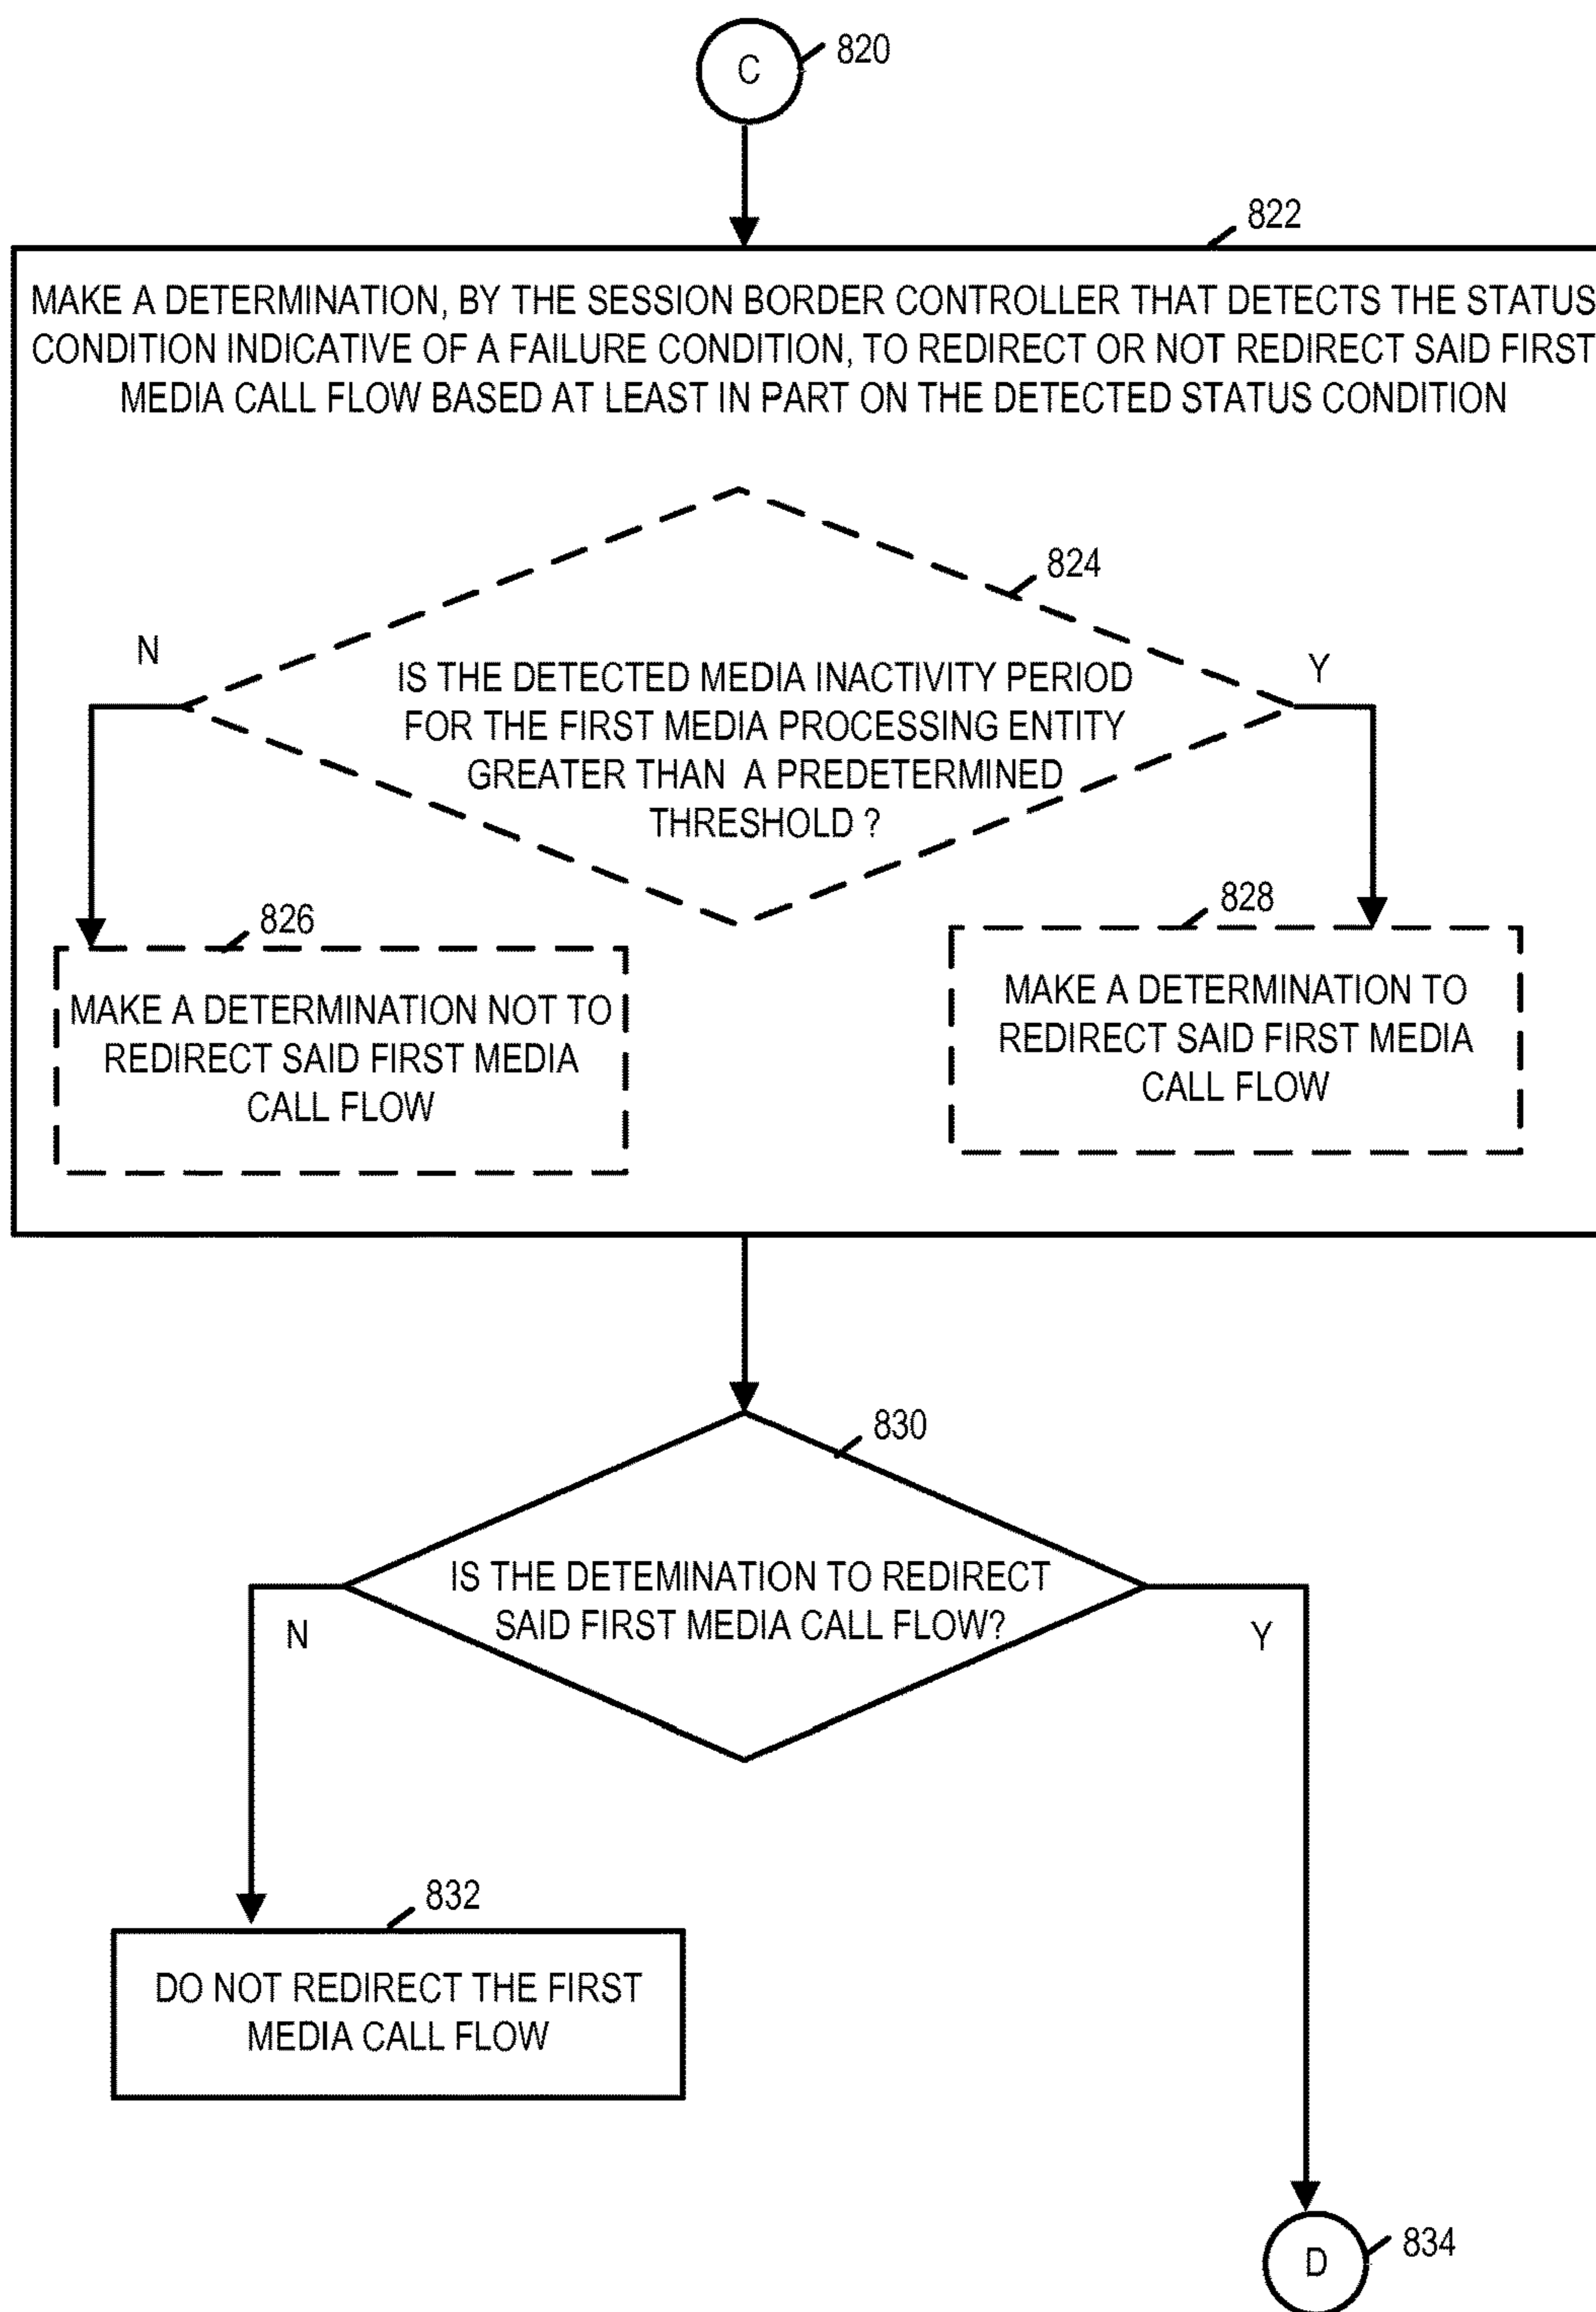 C
820
822
MAKE A DETERMINATION, BY THE SESSION BORDER CONTROLLER THAT DETECTS THE STATUS
CONDITION INDICATIVE OF A FAILURE CONDITION, TO REDIRECT OR NOT REDIRECT SAID FIRST
MEDIA CALL FLOW BASED AT LEAST IN PART ON THE DETECTED STATUS CONDITION
824
N
Y
IS THE DETECTED MEDIA INACTIVITY PERIOD
FOR THE FIRST MEDIA PROCESSING ENTITY
GREATER THAN A PREDETERMINED
THRESHOLD ?
826
MAKE A DETERMINATION NOT TO
REDIRECT SAID FIRST MEDIA
CALL FLOW
828
MAKE A DETERMINATION TO
REDIRECT SAID FIRST MEDIA
CALL FLOW
830
IS THE DETEMINATION TO REDIRECT
SAID FIRST MEDIA CALL FLOW?
N
Y
832
DO NOT REDIRECT THE FIRST
MEDIA CALL FLOW
D
834